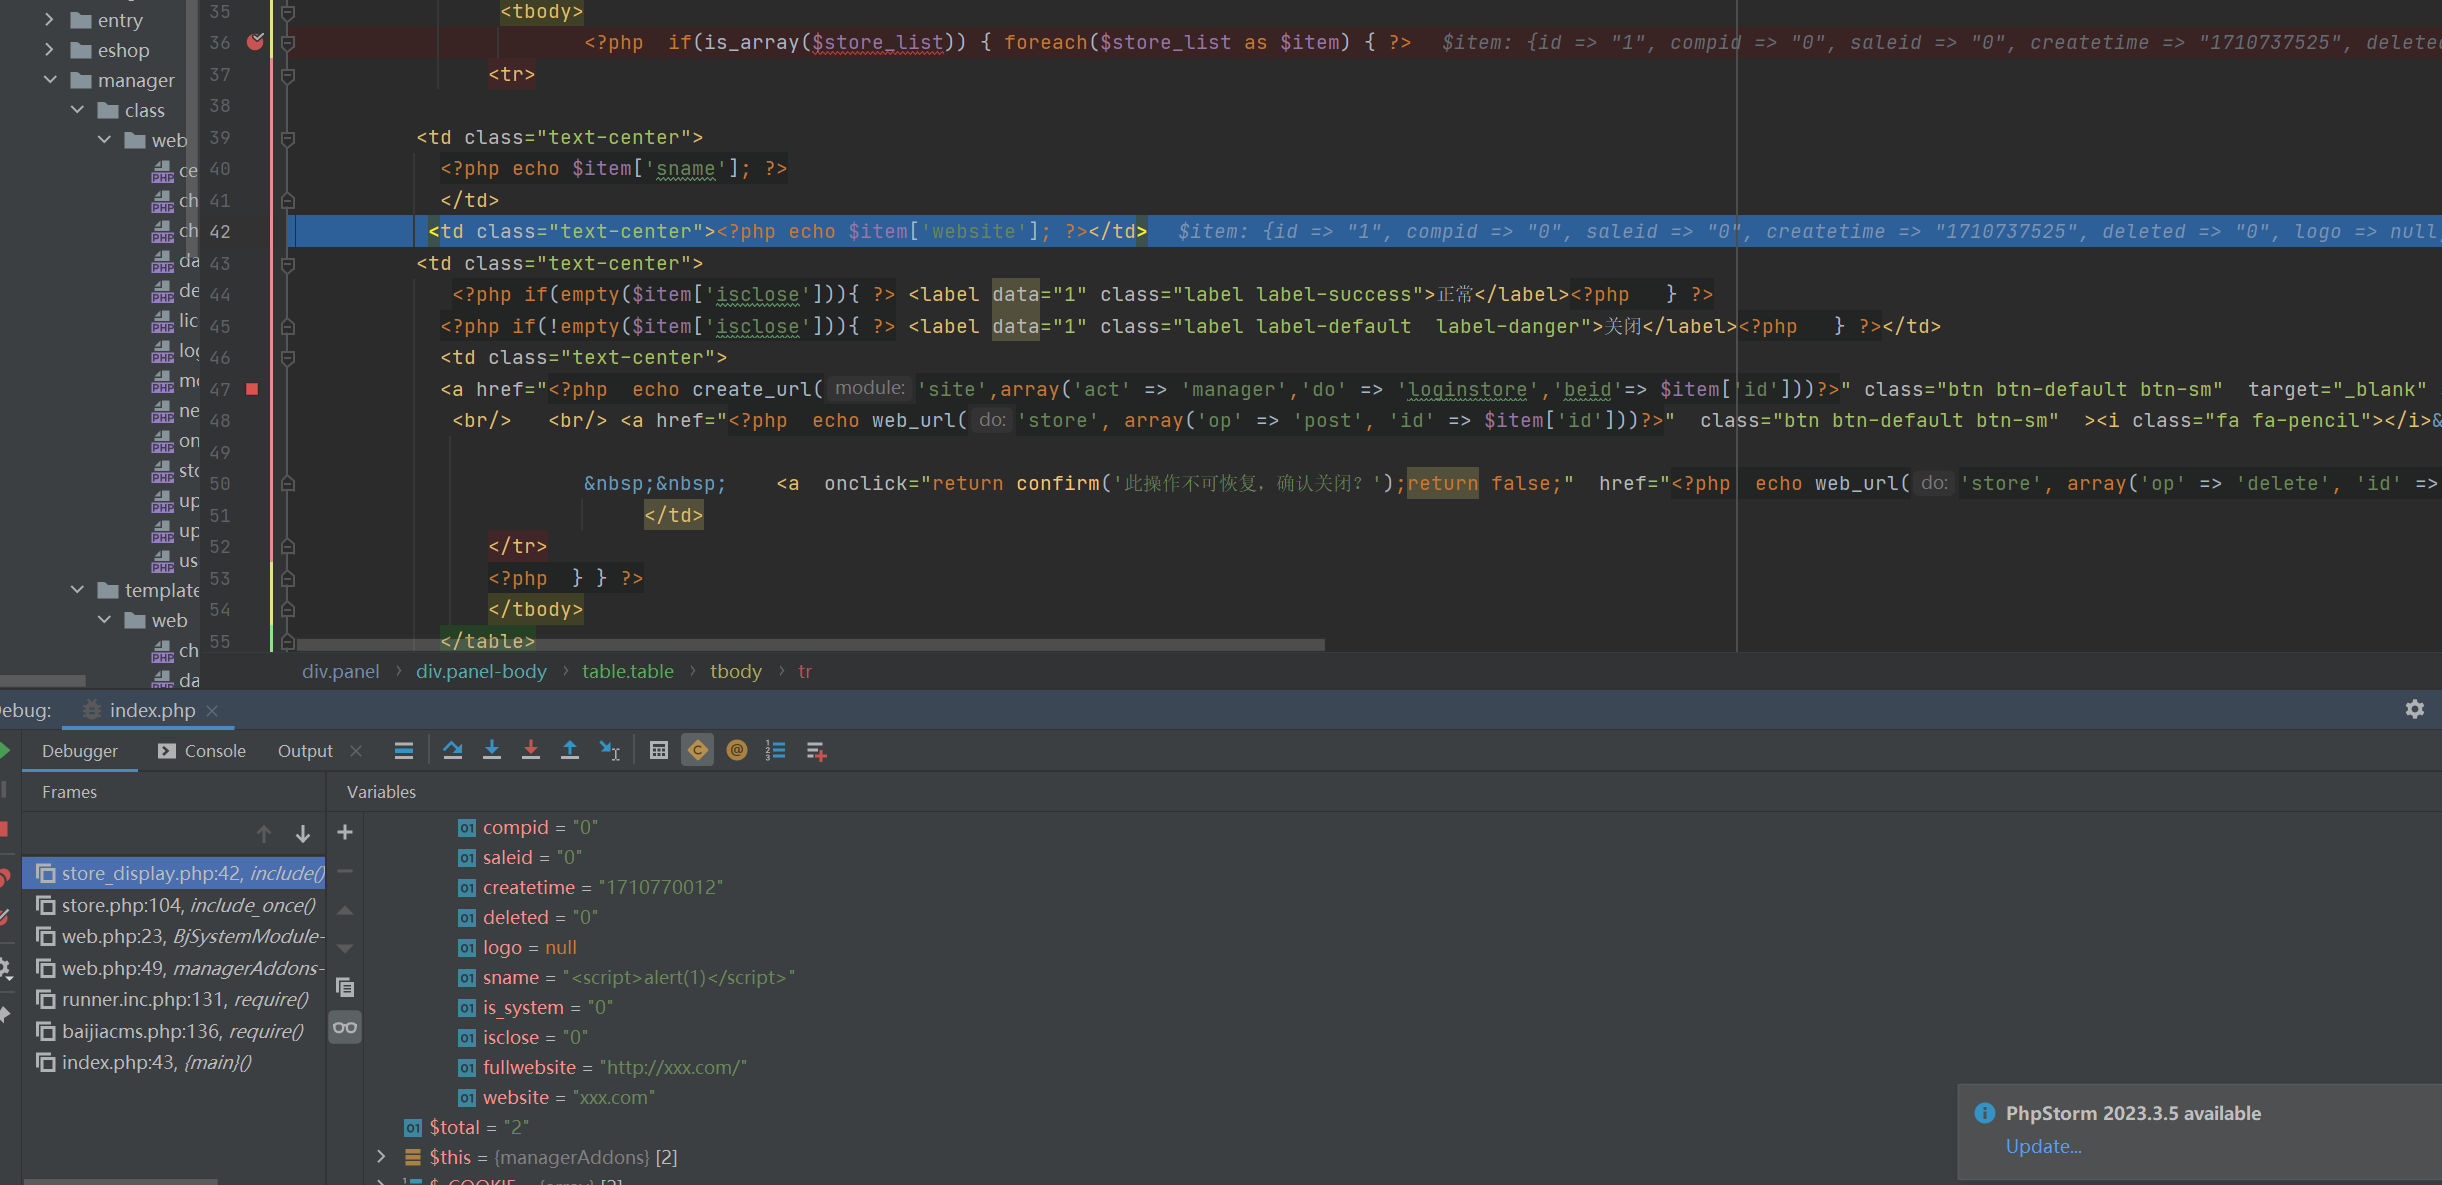 entry
eshop
manager
class
web
ce
ch
ch
da
de
lic
log
mo
ne
on
sto
up
up
us
template
web
ch
da
35 <tbody>
36 <?php  if(is_array($store_list)) { foreach($store_list as $item) { ?>   $item: {id => "1", compid => "0", saleid => "0", createtime => "1710737525", deleted
37 <tr>
38
39 <td class="text-center">
40 <?php echo $item['sname']; ?>
41 </td>
42 <td class="text-center"><?php echo $item['website']; ?></td>   $item: {id => "1", compid => "0", saleid => "0", createtime => "1710737525", deleted => "0", logo => null,
43 <td class="text-center">
44 <?php if(empty($item['isclose'])){ ?> <label data="1" class="label label-success">正常</label><?php   } ?>
45 <?php if(!empty($item['isclose'])){ ?> <label data="1" class="label label-default  label-danger">关闭</label><?php   } ?></td>
46 <td class="text-center">
47 <a href="<?php  echo create_url( module: 'site',array('act' => 'manager','do' => 'loginstore','beid'=> $item['id']))?>" class="btn btn-default btn-sm"  target="_blank"
48 <br/>   <br/> <a href="<?php  echo web_url( do: 'store', array('op' => 'post', 'id' => $item['id']))?>"  class="btn btn-default btn-sm"  ><i class="fa fa-pencil"></i>&
49
50 &nbsp;&nbsp;    <a  onclick="return confirm('此操作不可恢复，确认关闭？');return false;"  href="<?php  echo web_url( do: 'store', array('op' => 'delete', 'id' =>
51 </td>
52 </tr>
53 <?php  } } ?>
54 </tbody>
55 </table>
div.panel › div.panel-body › table.table › tbody › tr
ebug: index.php
Debugger Console Output
Frames Variables
store_display.php:42, include()
store.php:104, include_once()
web.php:23, BjSystemModule-
web.php:49, managerAddons-
runner.inc.php:131, require()
baijiacms.php:136, require()
index.php:43, {main}()
compid = "0"
saleid = "0"
createtime = "1710770012"
deleted = "0"
logo = null
sname = "<script>alert(1)</script>"
is_system = "0"
isclose = "0"
fullwebsite = "http://xxx.com/"
website = "xxx.com"
$total = "2"
$this = {managerAddons} [2]
PhpStorm 2023.3.5 available
Update...